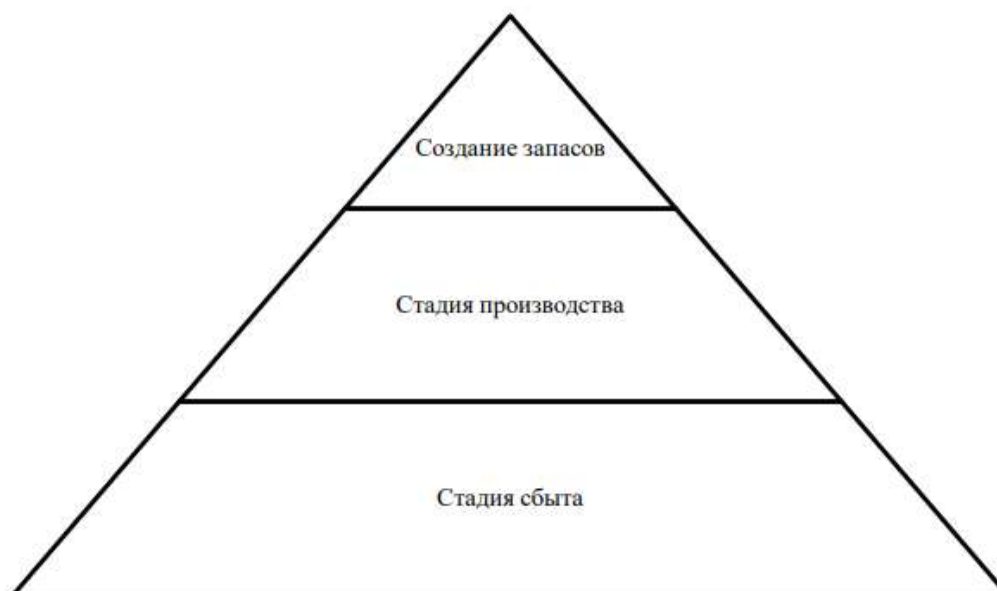 Создание запасов
Стадия производства
Стадия сбыта